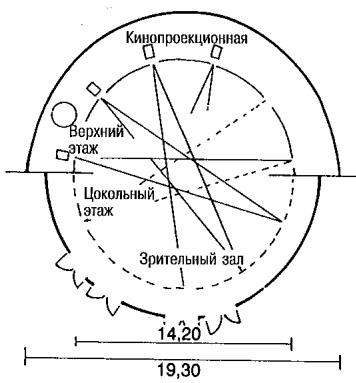 Кинопроекционная
Верхний
этаж
Цокольный
этаж
Зрительный зал
14,20
19,30